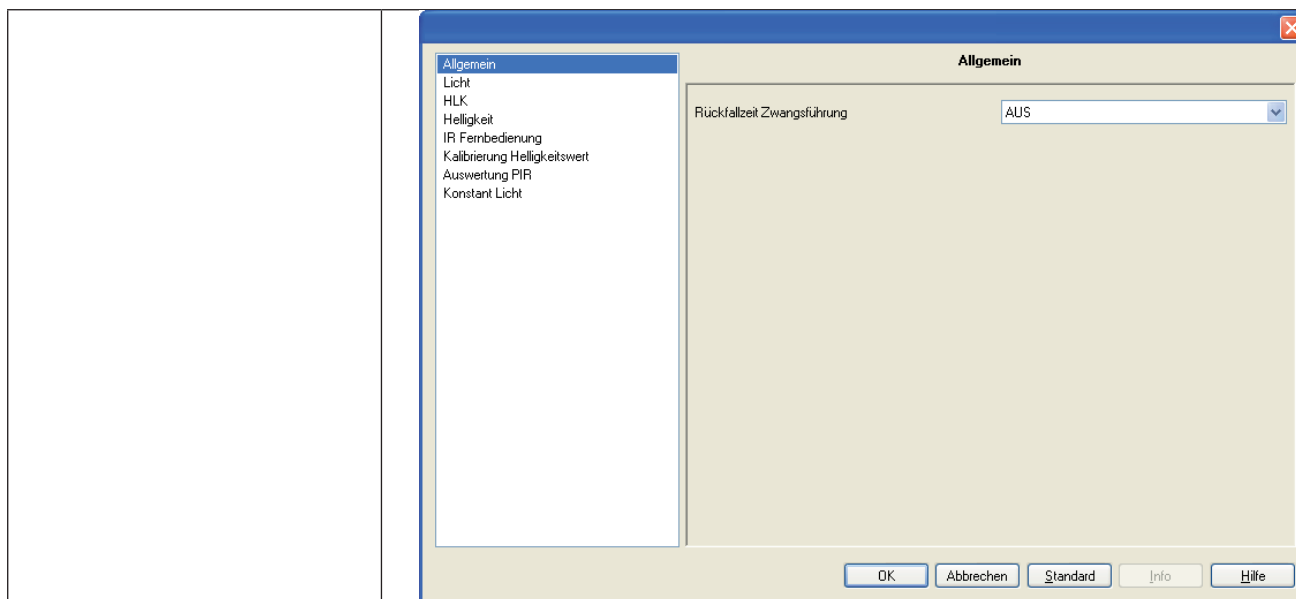 Allgemein
Licht
HLK
Helligkeit
IR Fernbedienung
Kalibrierung Helligkeitswert
Auswertung PIR
Konstant Licht
Allgemein
Rückfallzeit Zwangsführung AUS
OK Abbrechen Standard Info Hilfe